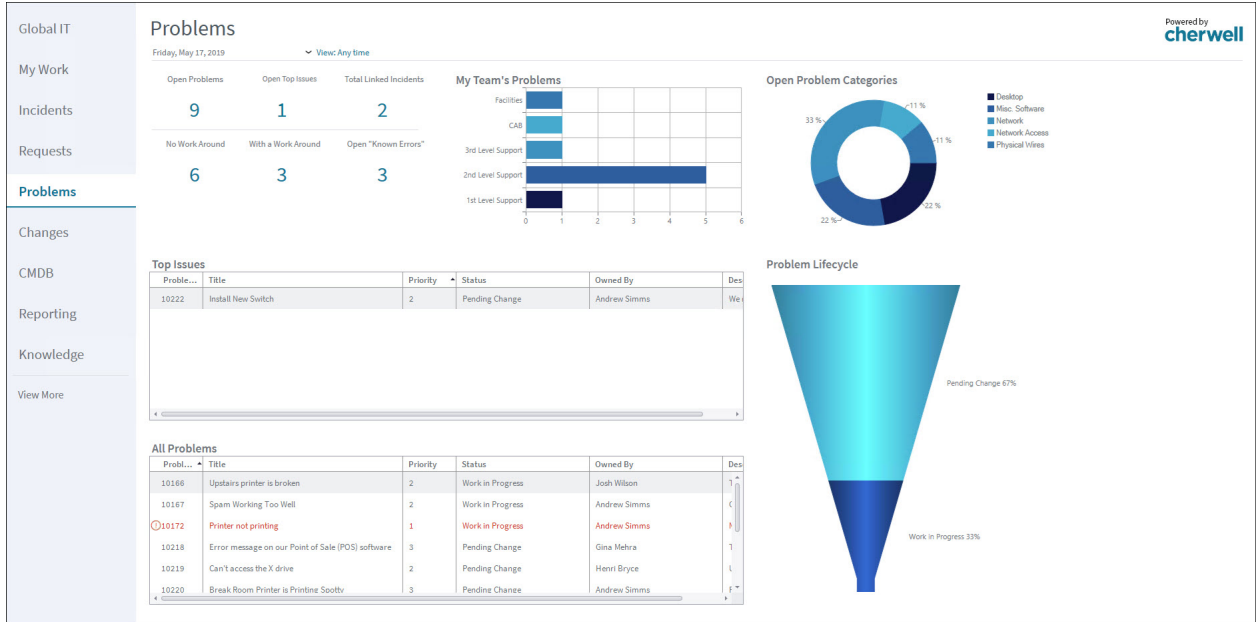 Global IT
My Work
Incidents
Requests
Problems
Changes
CMDB
Reporting
Knowledge
View More
Problems
Powered by
cherwell
Friday, May 17, 2019 View: Any time
Open Problems Open Top Issues Total Linked Incidents
9 1 2
No Work Around With a Work Around Open "Known Errors"
6 3 3
My Team's Problems
Facilities
CAB
3rd Level Support
2nd Level Support
1st Level Support
0 1 2 3 4 5 6
Open Problem Categories
11 %
33 %
11 %
22 %
22 %
Desktop
Misc. Software
Network
Network Access
Physical Wires
Top Issues
Proble... Title Priority Status Owned By Des
10222 Install New Switch 2 Pending Change Andrew Simms We
Problem Lifecycle
Pending Change 67%
Work in Progress 33%
All Problems
Probl... Title Priority Status Owned By Des
10166 Upstairs printer is broken 2 Work in Progress Josh Wilson
10167 Spam Working Too Well 2 Work in Progress Andrew Simms
10172 Printer not printing 1 Work in Progress Andrew Simms
10218 Error message on our Point of Sale (POS) software 3 Pending Change Gina Mehra
10219 Can't access the X drive 2 Pending Change Henri Bryce
10220 Break Room Printer is Printing Spotty 3 Pending Change Andrew Simms